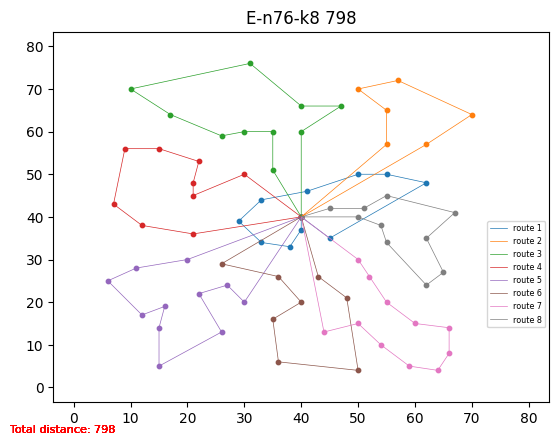 E-n76-k8 798
80
70
60
50
40
30
20
10
0
route 1
route 2
route 3
route 4
route 5
route 6
route 7
route 8
0 10 20 30 40 50 60 70 80
Total distance: 798